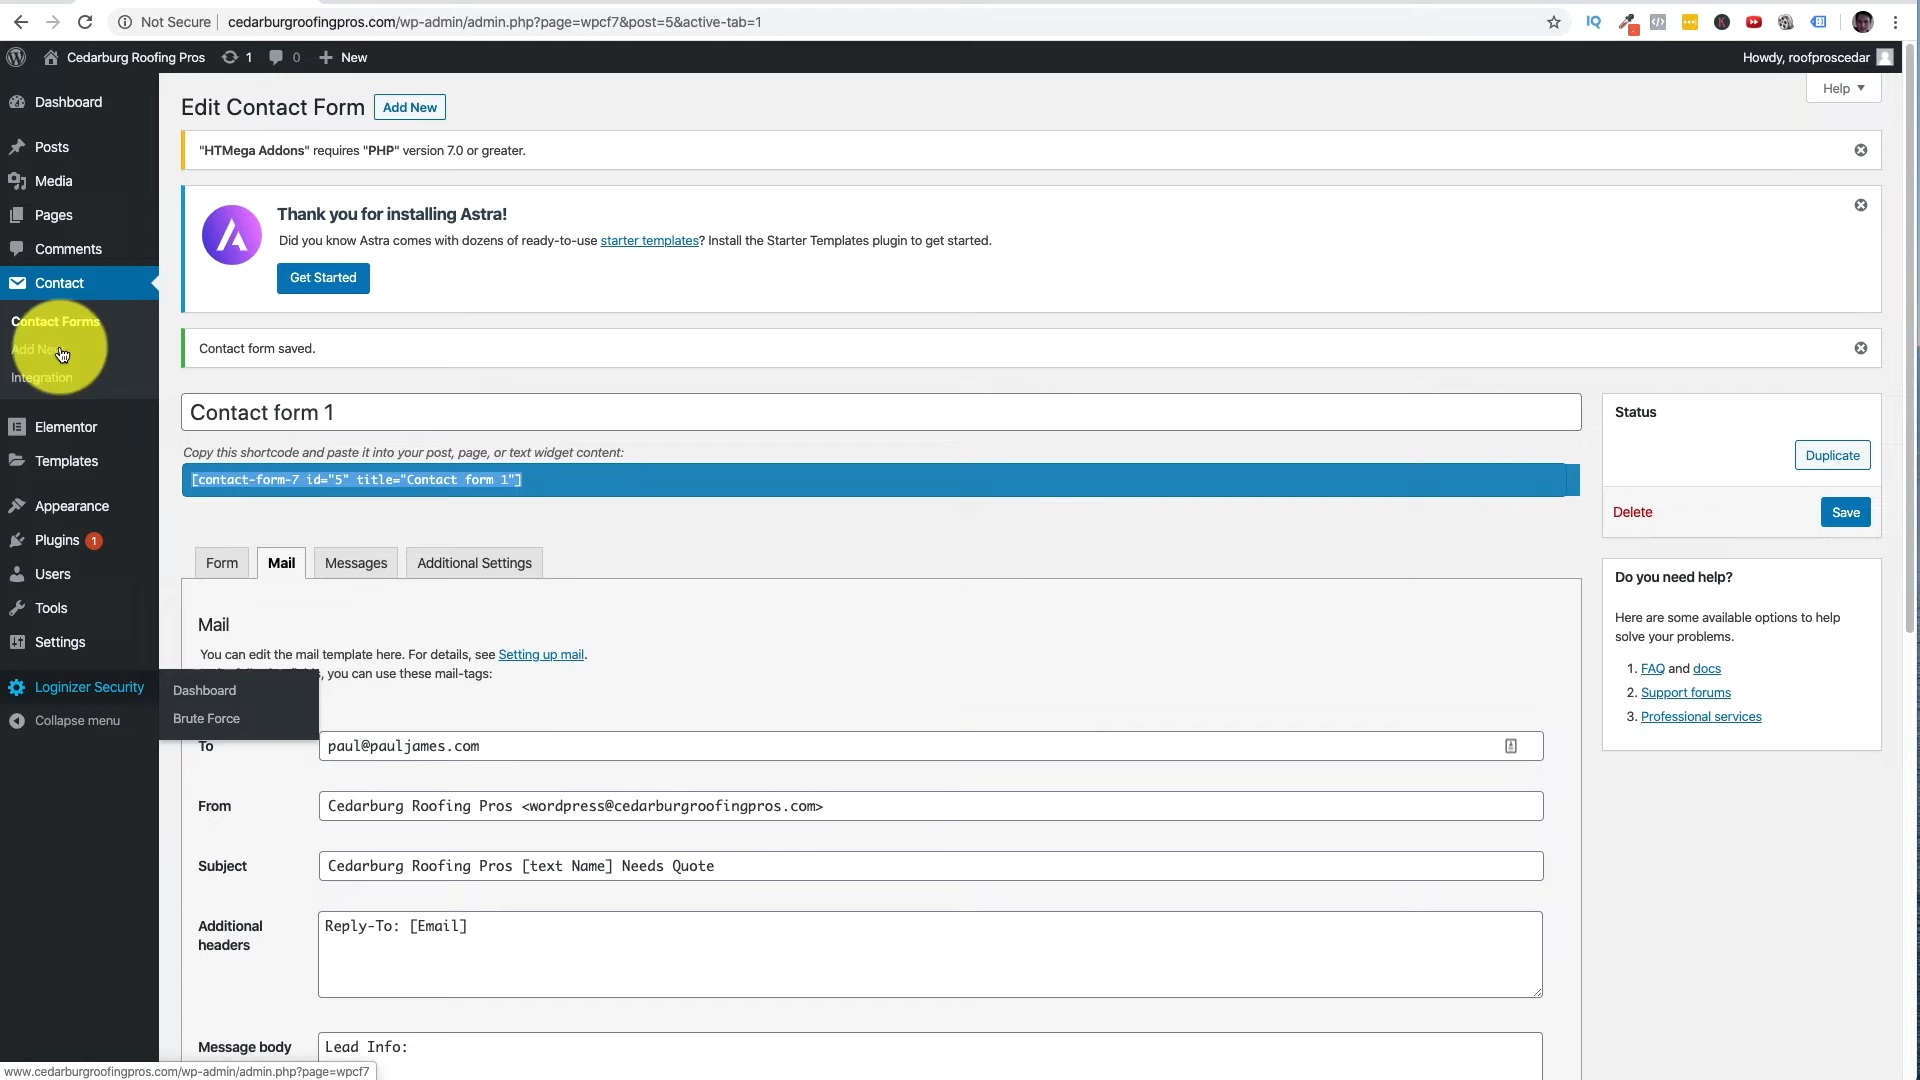 Not Secure
cedarburgroofingpros.com/wp-admin/admin.php?page=wpcf7&post=5&active-tab=1
Cedarburg Roofing Pros
1
0
New
Howdy, roofproscedar
Dashboard
Posts
Media
Pages
Comments
Contact
Contact Forms
Add New
Integration
Elementor
Templates
Appearance
Plugins 1
Users
Tools
Settings
Loginizer Security
Collapse menu
Dashboard
Brute Force
Edit Contact Form
Add New
Help
"HTMega Addons" requires "PHP" version 7.0 or greater.
Thank you for installing Astra!
Did you know Astra comes with dozens of ready-to-use starter templates? Install the Starter Templates plugin to get started.
Get Started
Contact form saved.
Contact form 1
Copy this shortcode and paste it into your post, page, or text widget content:
[contact-form-7 id="5" title="Contact form 1"]
Form
Mail
Messages
Additional Settings
Mail
You can edit the mail template here. For details, see Setting up mail.
, you can use these mail-tags:
To
paul@pauljames.com
From
Cedarburg Roofing Pros <wordpress@cedarburgroofingpros.com>
Subject
Cedarburg Roofing Pros [text Name] Needs Quote
Additional
headers
Reply-To: [Email]
Message body
Lead Info:
Status
Duplicate
Delete
Save
Do you need help?
Here are some available options to help
solve your problems.
1. FAQ and docs
2. Support forums
3. Professional services
www.cedarburgroofingpros.com/wp-admin/admin.php?page=wpcf7